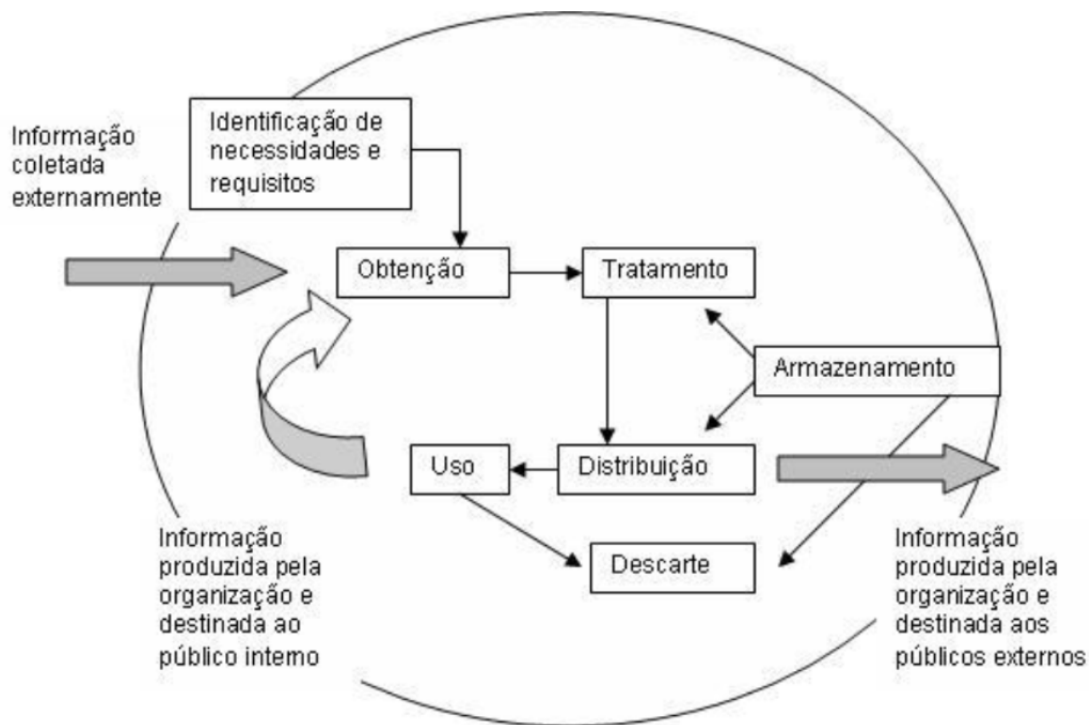 Informação
coletada
externamente
Identificação de
necessidades e
requisitos
Obtenção
Tratamento
Armazenamento
Uso
Distribuição
Descarte
Informação
produzida pela
organização e
destinada ao
público interno
Informação
produzida pela
organização e
destinada aos
públicos externos